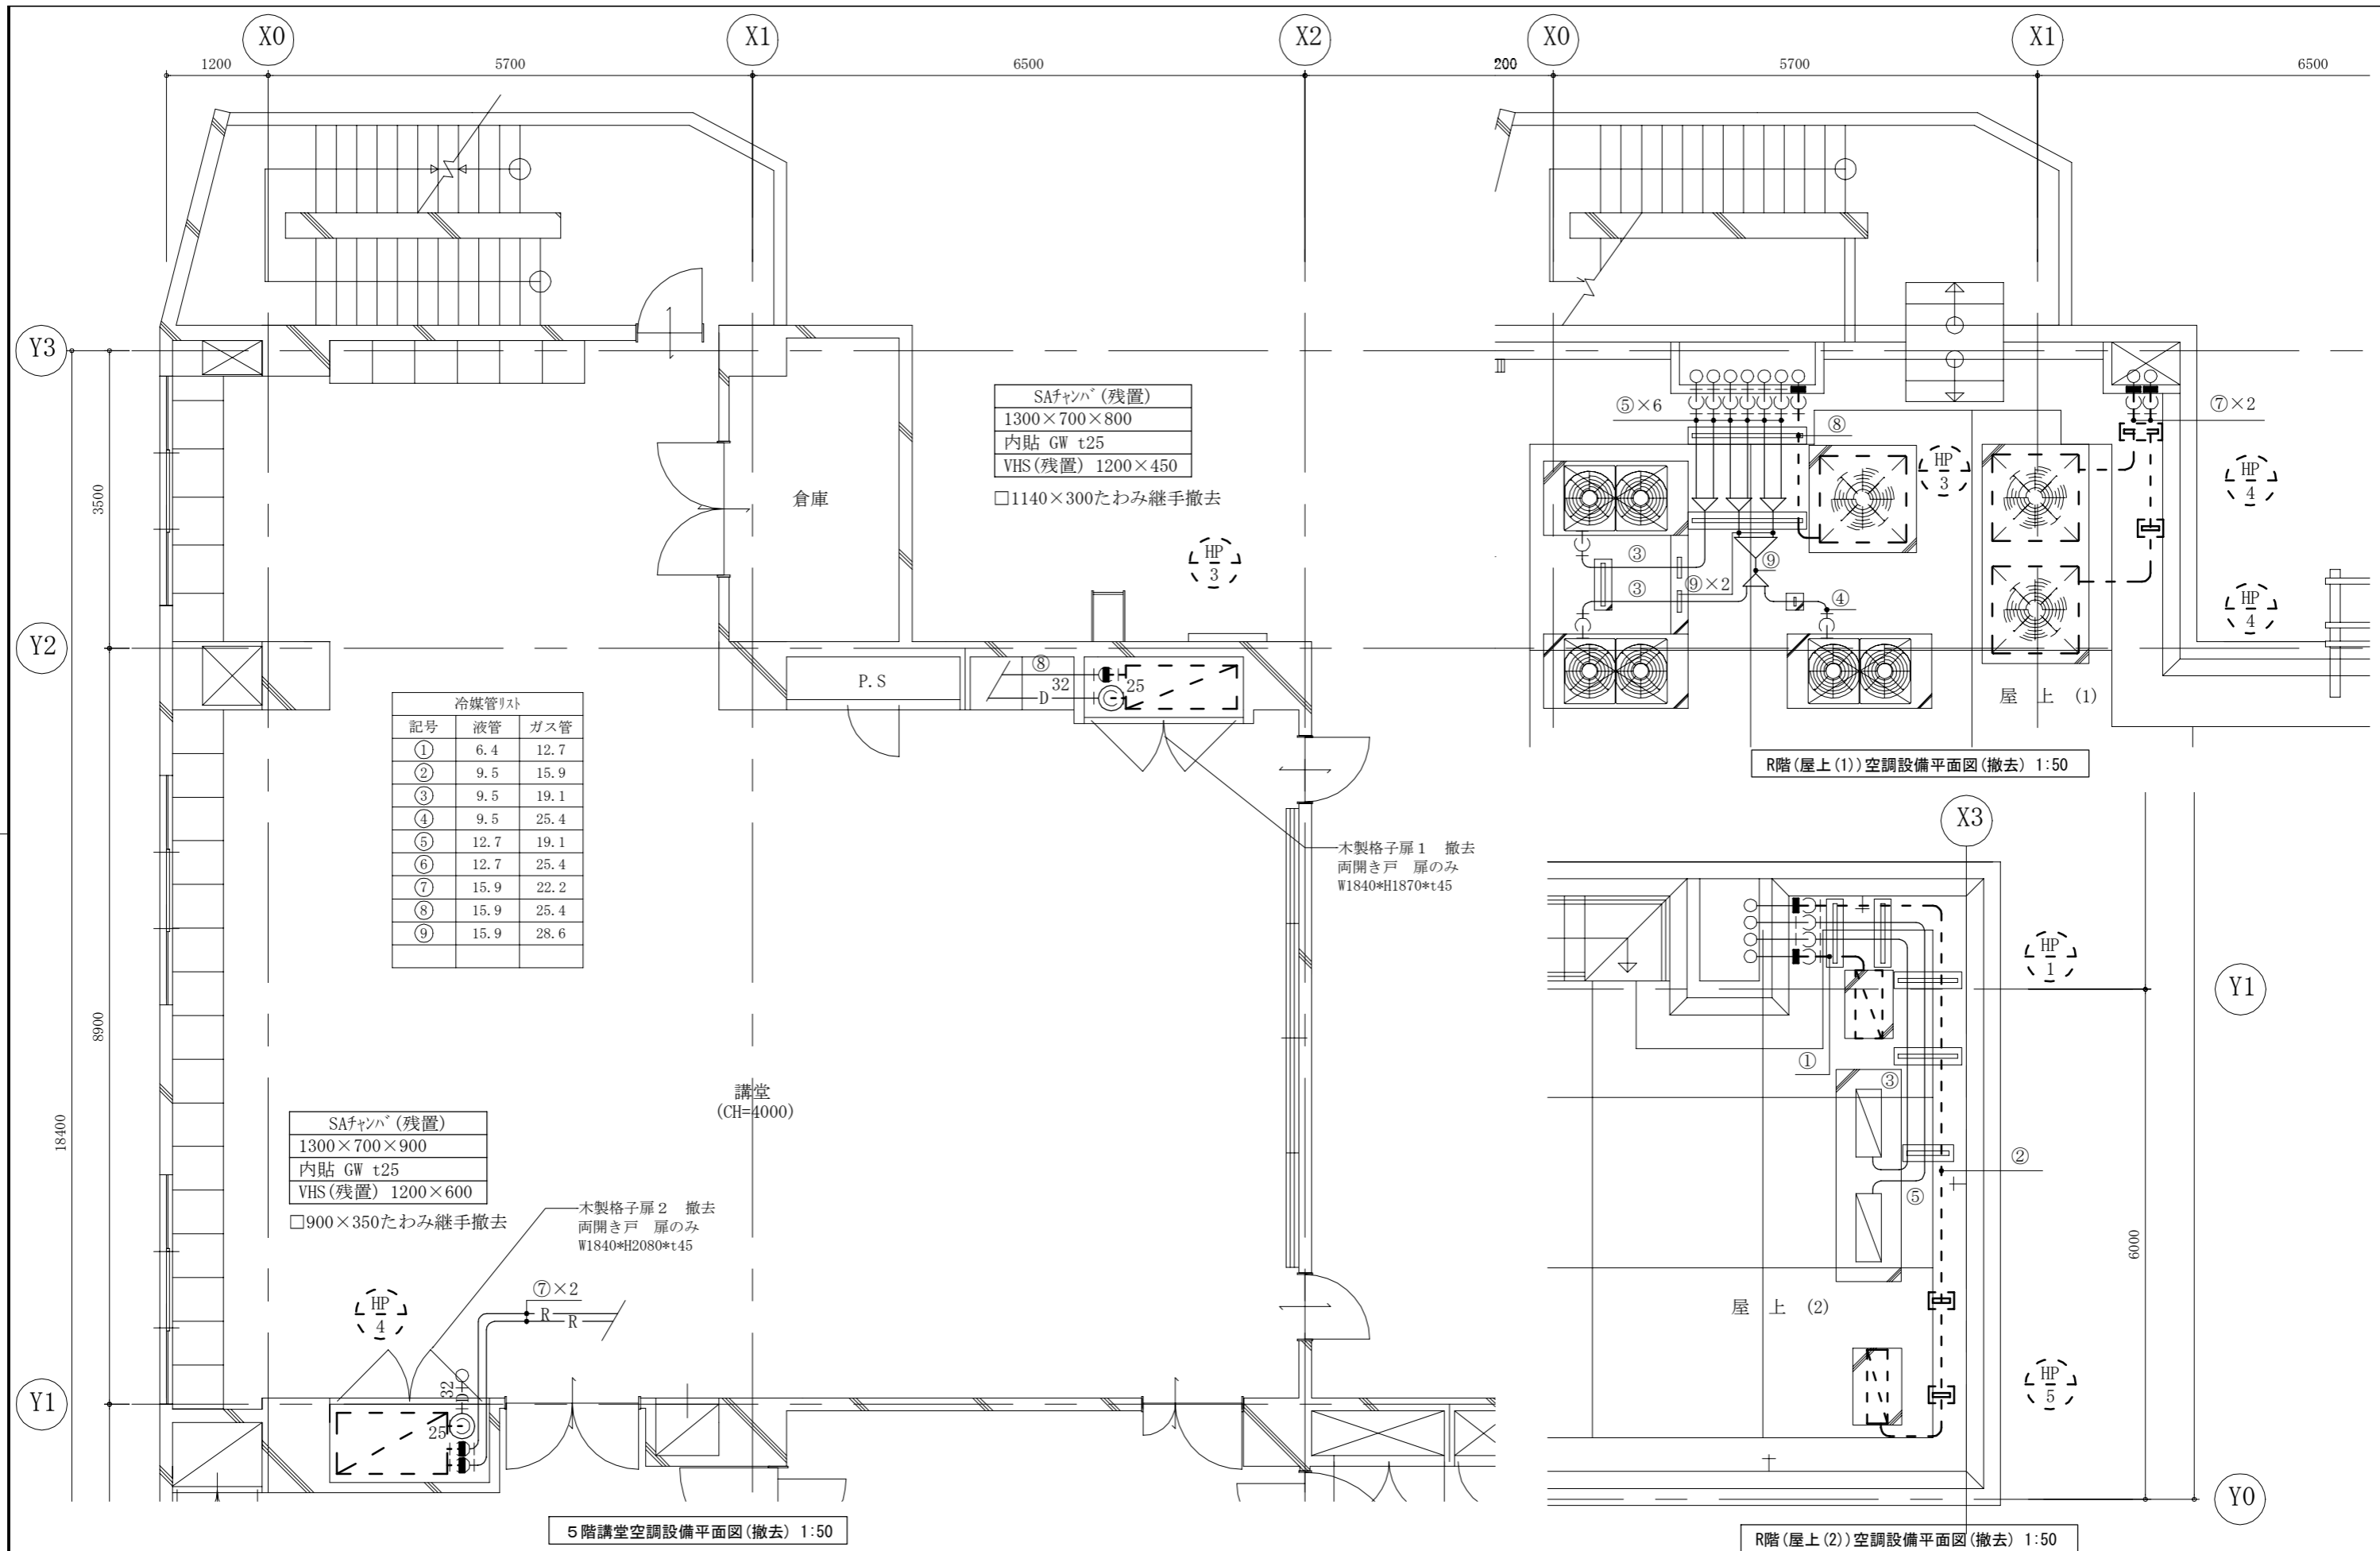 X0
X1
X2
1200
5700
6500
Y3
Y2
Y1
3500
8900
18400
SAチャンバ(残置)
1300×700×800
内貼 GW t25
VHS(残置) 1200×450
□1140×300たわみ継手撤去
HP
3
倉庫
P.S
⑧
32
D
25
木製格子扉１ 撤去
両開き戸 扉のみ
W1840*H1870*t45
冷媒管リスト
記号 液管 ガス管
① 6.4 12.7
② 9.5 15.9
③ 9.5 19.1
④ 9.5 25.4
⑤ 12.7 19.1
⑥ 12.7 25.4
⑦ 15.9 22.2
⑧ 15.9 25.4
⑨ 15.9 28.6
講堂
(CH=4000)
SAチャンバ(残置)
1300×700×900
内貼 GW t25
VHS(残置) 1200×600
□900×350たわみ継手撤去
木製格子扉２ 撤去
両開き戸 扉のみ
W1840*H2080*t45
HP
4
⑦×2
R
R
32
D
25
５階講堂空調設備平面図(撤去) 1:50
X0
X1
200
5700
6500
⑤×6
⑧
⑦×2
HP
3
HP
4
HP
4
③
③
⑨×2
⑨
④
屋 上 (1)
R階(屋上(1))空調設備平面図(撤去) 1:50
X3
HP
1
Y1
①
③
②
⑤
6000
屋 上 (2)
HP
5
Y0
R階(屋上(2))空調設備平面図(撤去) 1:50